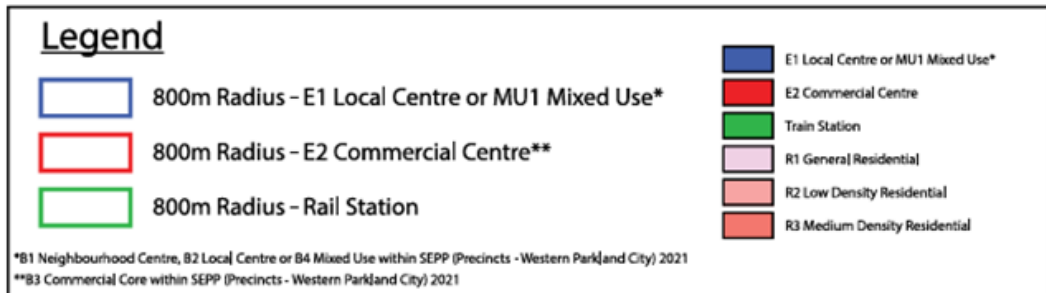 Legend
800m Radius – E1 Local Centre or MU1 Mixed Use*
800m Radius – E2 Commercial Centre**
800m Radius – Rail Station
E1 Local Centre or MU1 Mixed Use*
E2 Commercial Centre
Train Station
R1 General Residential
R2 Low Density Residential
R3 Medium Density Residential
*B1 Neighbourhood Centre, B2 Local Centre or B4 Mixed Use within SEPP (Precincts - Western Parkland City) 2021
**B3 Commercial Core within SEPP (Precincts - Western Parkland City) 2021